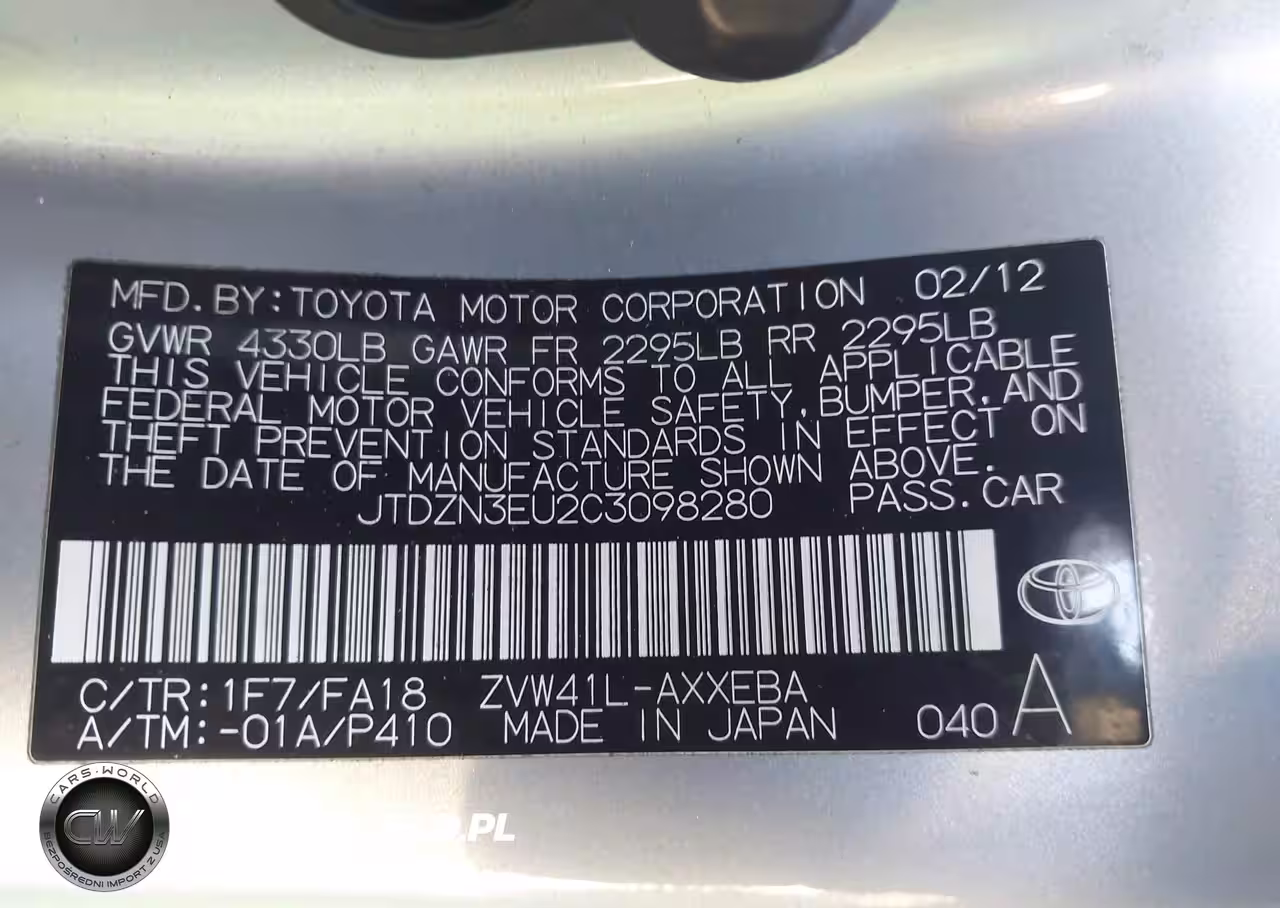 MFD. BY: TOYOTA MOTOR CORPORATION 02/12
GVWR 4330LB GAWR FR 2295LB RR 2295LB
THIS VEHICLE CONFORMS TO ALL APPLICABLE
FEDERAL MOTOR VEHICLE SAFETY, BUMPER, AND
THEFT PREVENTION STANDARDS IN EFFECT ON
THE DATE OF MANUFACTURE SHOWN ABOVE.
JTDZN3EU2C3098280 PASS. CAR
C/TR: 1F7/FA18 ZVW41L-AXXEBA
A/TM: -01A/P410 MADE IN JAPAN 040 A
CARS·WORLD
CW
BEZPOŚREDNI IMPORT Z USA
.PL